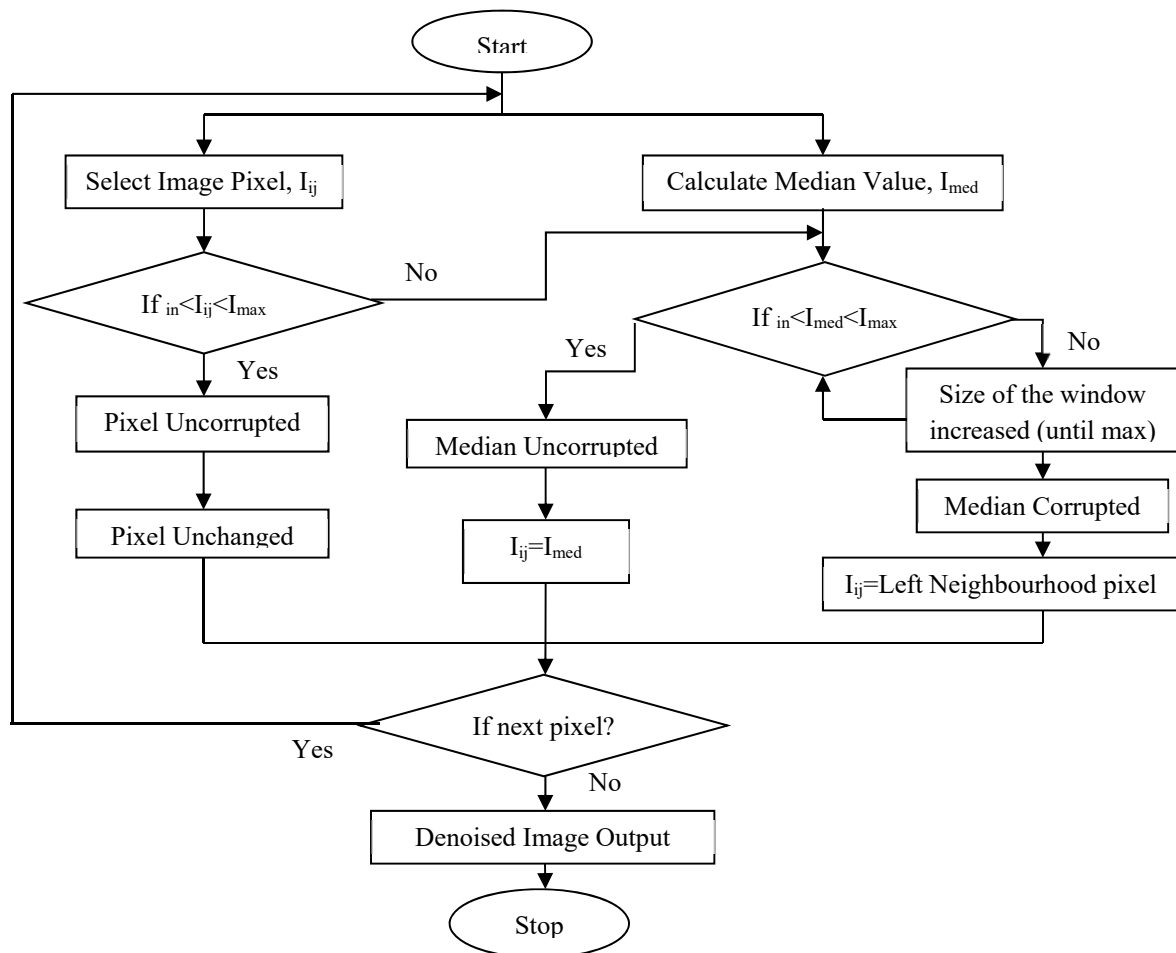 Start
Select Image Pixel, Iij
Calculate Median Value, Imed
No
If in<Iij<Imax
If in<Imed<Imax
Yes
No
Yes
Pixel Uncorrupted
Size of the window
increased (until max)
Median Uncorrupted
Median Corrupted
Pixel Unchanged
Iij=Imed
Iij=Left Neighbourhood pixel
If next pixel?
Yes
No
Denoised Image Output
Stop